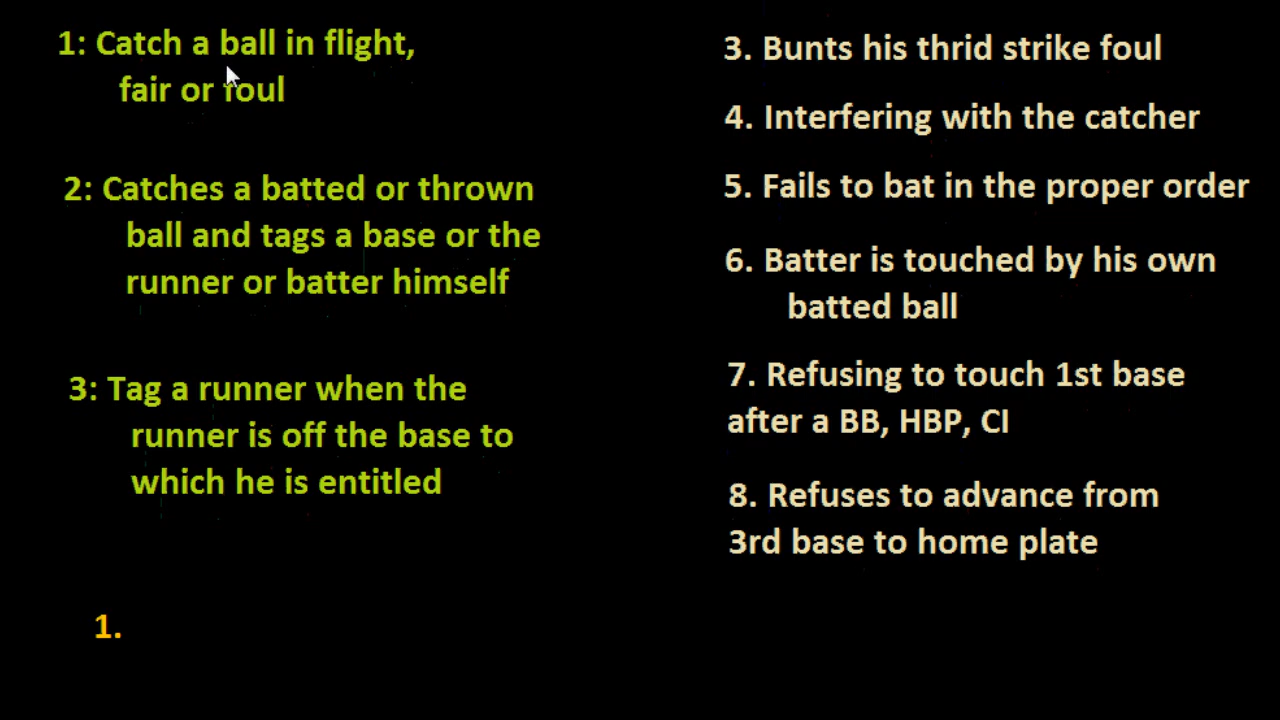 1: Catch a ball in flight,
fair or foul
2: Catches a batted or thrown
ball and tags a base or the
runner or batter himself
3: Tag a runner when the
runner is off the base to
which he is entitled
1.
3. Bunts his thrid strike foul
4. Interfering with the catcher
5. Fails to bat in the proper order
6. Batter is touched by his own
batted ball
7. Refusing to touch 1st base
after a BB, HBP, CI
8. Refuses to advance from
3rd base to home plate